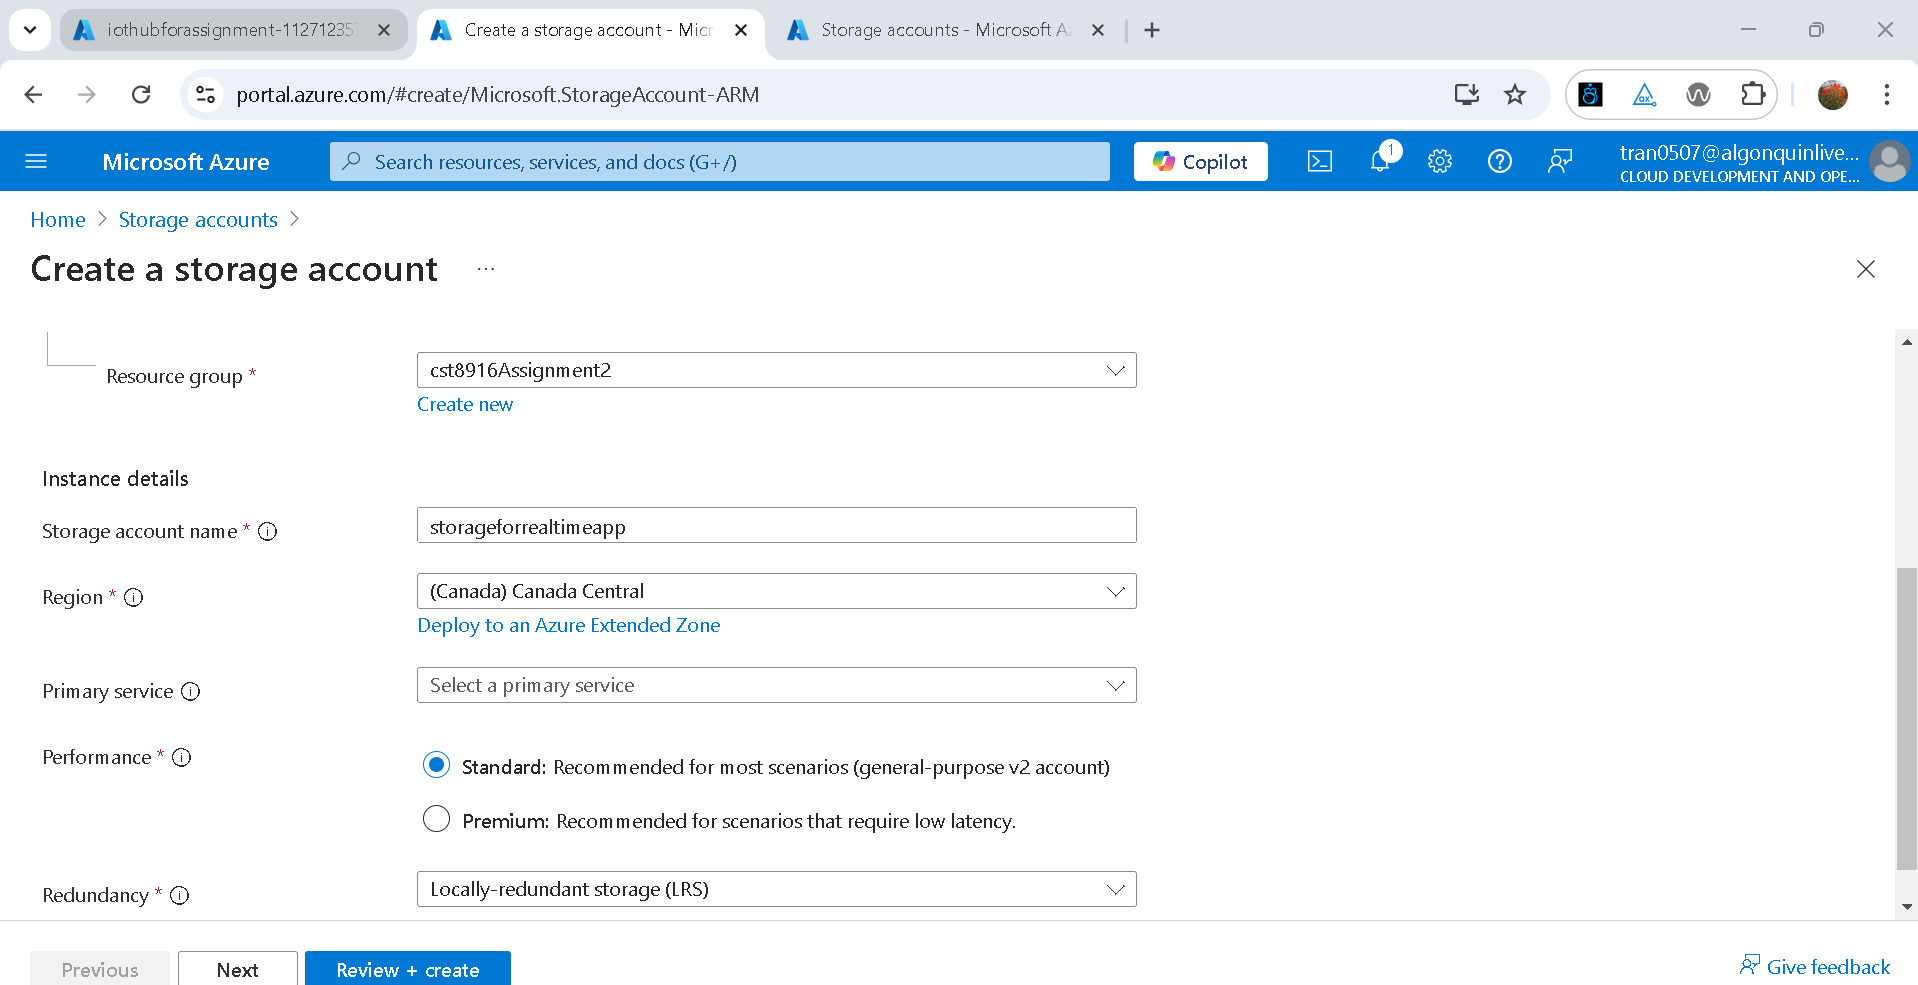 iothubforassignment-112712357
Create a storage account - Micr
Storage accounts - Microsoft Az
portal.azure.com/#create/Microsoft.StorageAccount-ARM
Microsoft Azure
Search resources, services, and docs (G+/)
Copilot
1
tran0507@algonquinlive...
CLOUD DEVELOPMENT AND OPE...
Home > Storage accounts >
Create a storage account ...
Resource group *
cst8916Assignment2
Create new
Instance details
Storage account name *
storageforrealtimeapp
Region *
(Canada) Canada Central
Deploy to an Azure Extended Zone
Primary service
Select a primary service
Performance *
Standard: Recommended for most scenarios (general-purpose v2 account)
Premium: Recommended for scenarios that require low latency.
Redundancy *
Locally-redundant storage (LRS)
Previous
Next
Review + create
Give feedback